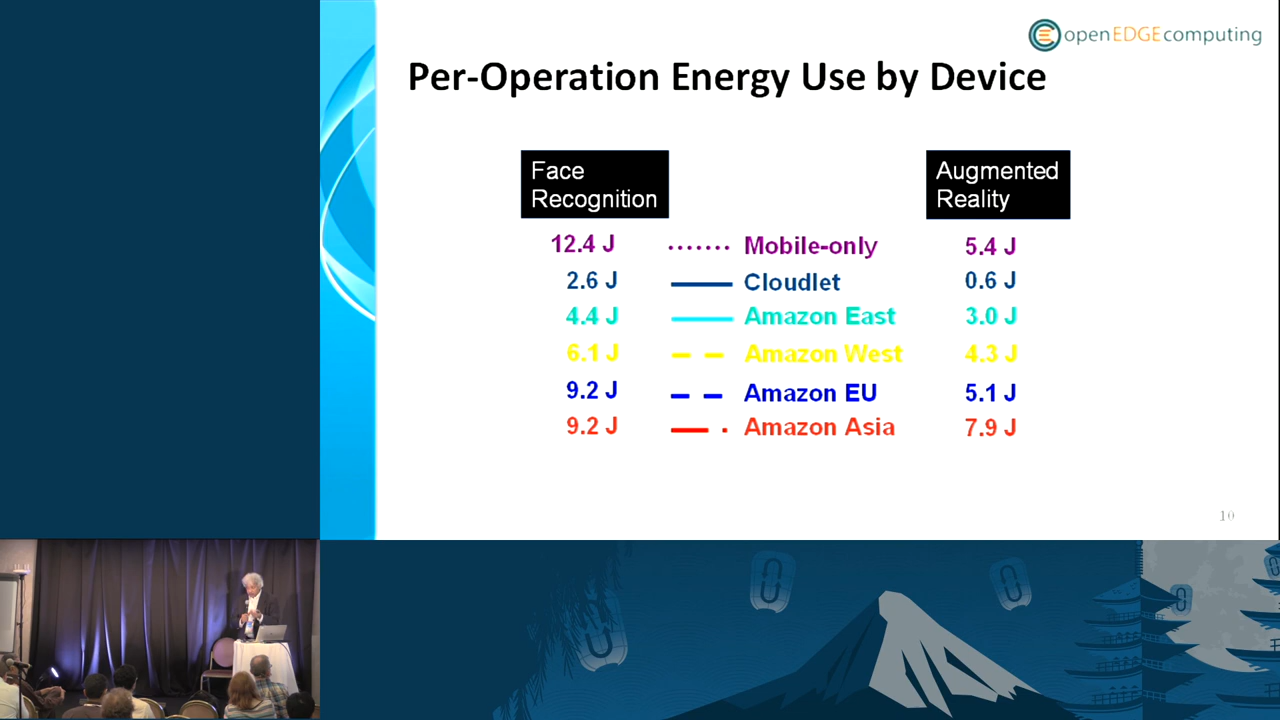 openEDGEcomputing
Per-Operation Energy Use by Device
Face
Recognition
Augmented
Reality
12.4 J Mobile-only 5.4 J
2.6 J Cloudlet 0.6 J
4.4 J Amazon East 3.0 J
6.1 J Amazon West 4.3 J
9.2 J Amazon EU 5.1 J
9.2 J Amazon Asia 7.9 J
10